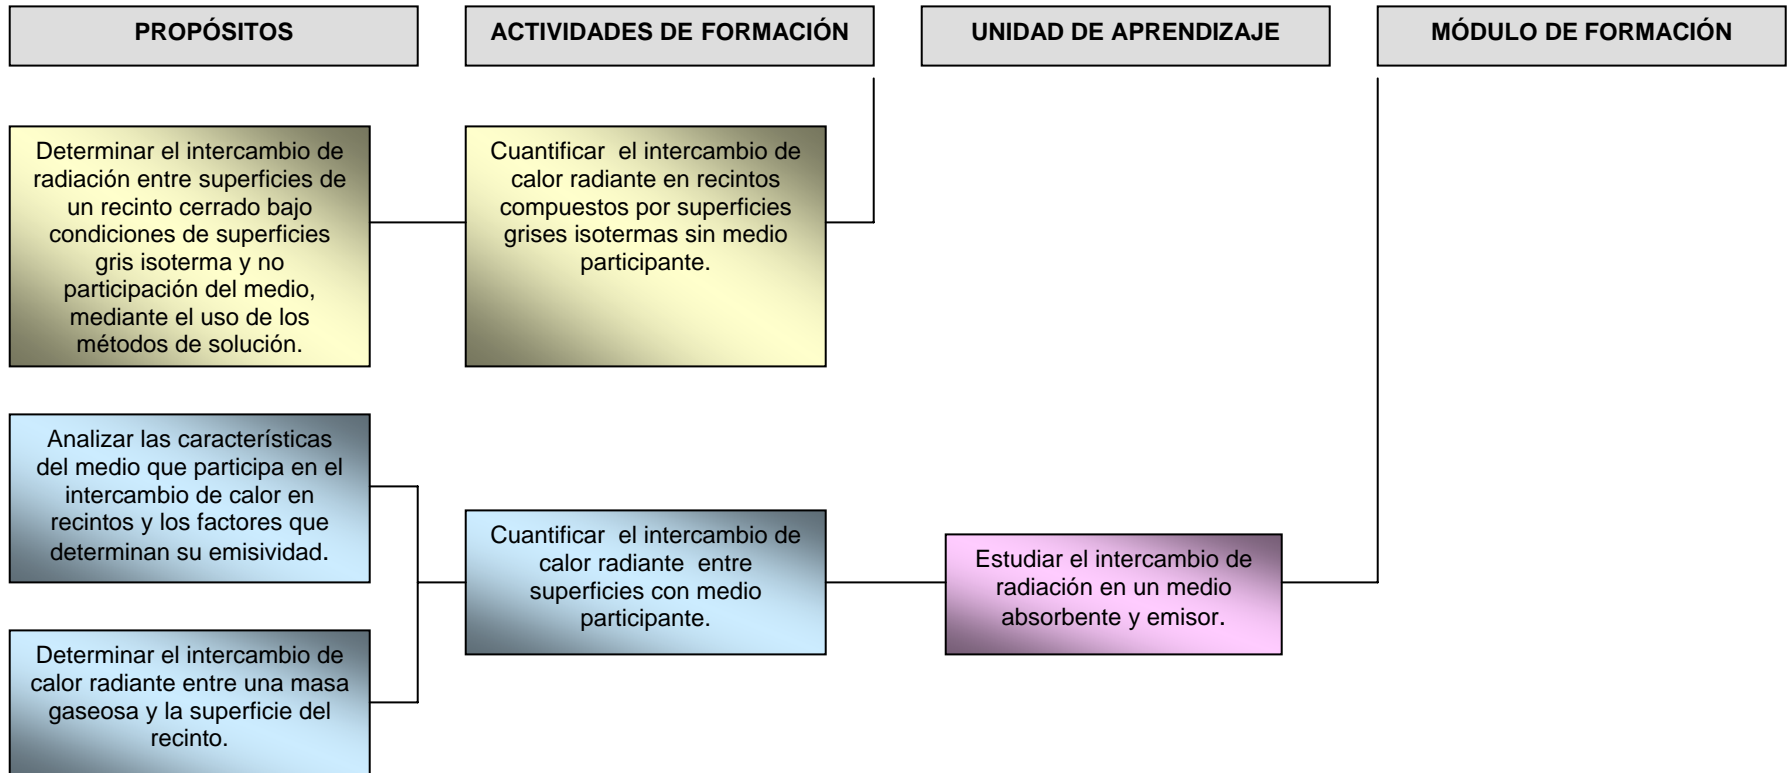 PROPÓSITOS
ACTIVIDADES DE FORMACIÓN
UNIDAD DE APRENDIZAJE
MÓDULO DE FORMACIÓN
Determinar el intercambio de
radiación entre superficies de
un recinto cerrado bajo
condiciones de superficies
gris isoterma y no
participación del medio,
mediante el uso de los
métodos de solución.
Cuantificar el intercambio de
calor radiante en recintos
compuestos por superficies
grises isotermas sin medio
participante.
Analizar las características
del medio que participa en el
intercambio de calor en
recintos y los factores que
determinan su emisividad.
Cuantificar el intercambio de
calor radiante entre
superficies con medio
participante.
Estudiar el intercambio de
radiación en un medio
absorbente y emisor.
Determinar el intercambio de
calor radiante entre una masa
gaseosa y la superficie del
recinto.